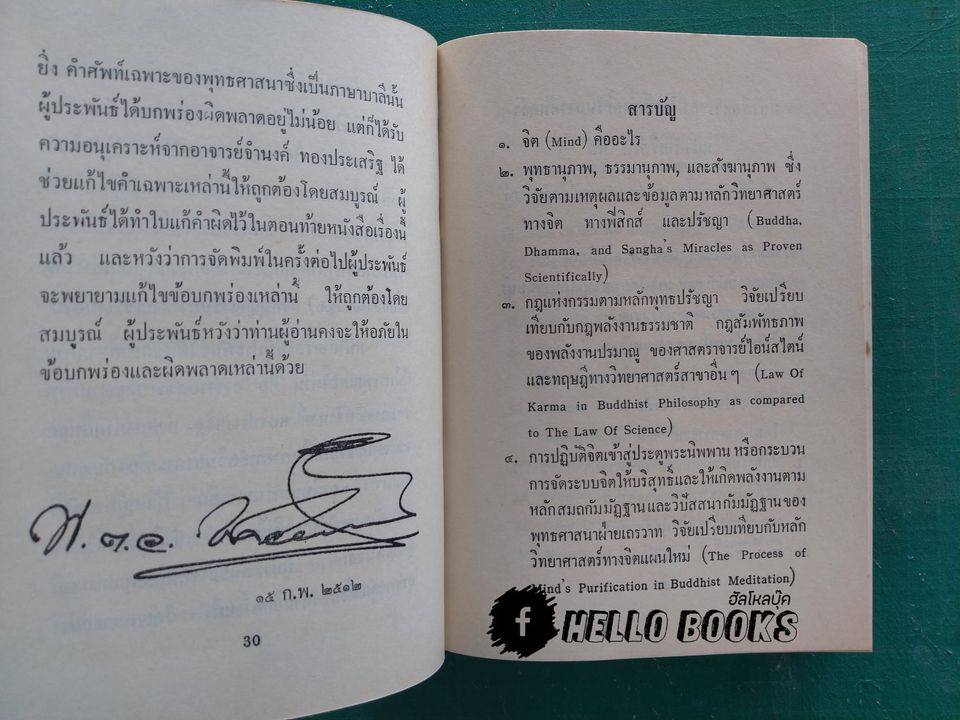 ยิ่ง คำศัพท์เฉพาะของพุทธศาสนาซึ่งเป็นภาษาบาลีนั้น
ผู้ประพันธ์ได้บกพร่องผิดพลาดอยู่ไม่น้อย แต่ก็ได้รับ
ความอนุเคราะห์จากอาจารย์จำนงค์ ทองประเสริฐ ได้
ช่วยแก้ไขคำเฉพาะเหล่านี้ให้ถูกต้องโดยสมบูรณ์ ผู้
ประพันธ์ได้ทำใบแก้คำผิดไว้ในตอนท้ายหนังสือเรื่องนี้
แล้ว และหวังว่าการจัดพิมพ์ในครั้งต่อไปผู้ประพันธ์
จะพยายามแก้ไขข้อบกพร่องเหล่านี้ ให้ถูกต้องโดย
สมบูรณ์ ผู้ประพันธ์หวังว่าท่านผู้อ่านคงจะให้อภัยใน
ข้อบกพร่องและผิดพลาดเหล่านี้ด้วย
๑๕ ก.พ. ๒๕๑๒
30
สารบัญ
๑. จิต (Mind) คืออะไร
๒. พุทธานุภาพ, ธรรมานุภาพ, และสังฆานุภาพ ซึ่ง
วิจัยตามเหตุผลและข้อมูลตามหลักวิทยาศาสตร์
ทางจิต ทางฟิสิกส์ และปรัชญา (Buddha,
Dhamma, and Sangha's Miracles as Proven
Scientifically)
๓. กฎแห่งกรรมตามหลักพุทธปรัชญา วิจัยเปรียบ
เทียบกับกฎพลังงานธรรมชาติ กฎสัมพัทธภาพ
ของพลังงานปรมาณู ของศาสตราจารย์ไอน์สไตน์
และทฤษฎีทางวิทยาศาสตร์สาขาอื่น ๆ (Law Of
Karma in Buddhist Philosophy as compared
to The Law Of Science)
๔. การปฏิบัติจิตเข้าสู่ประตูพระนิพพาน หรือกระบวน
การจัดระบบจิตให้บริสุทธิ์และให้เกิดพลังงานตาม
หลักสมถกัมมัฏฐานและวิปัสสนากัมมัฏฐานของ
พุทธศาสนาฝ่ายเถรวาท วิจัยเปรียบเทียบกับหลัก
วิทยาศาสตร์ทางจิตแผนใหม่ (The Process of
Mind's Purification in Buddhist Meditation)
ฮัลโหลบุ๊ค
f HELLO BOOKS